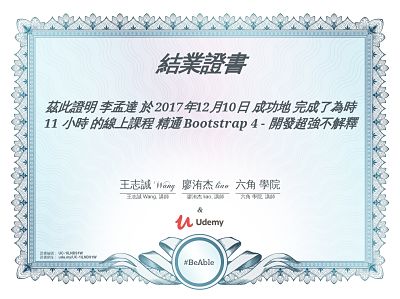 結業證書
茲此證明 李孟達 於 2017年12月10日 成功地 完成了為時
11 小時 的線上課程 精通 Bootstrap 4 - 開發超強不解釋
王志誠 Wang 廖洧杰 liao 六角 學院
王志誠 Wang, 講師 廖洧杰 liao, 講師 六角 學院, 講師
&
Udemy
#BeAble